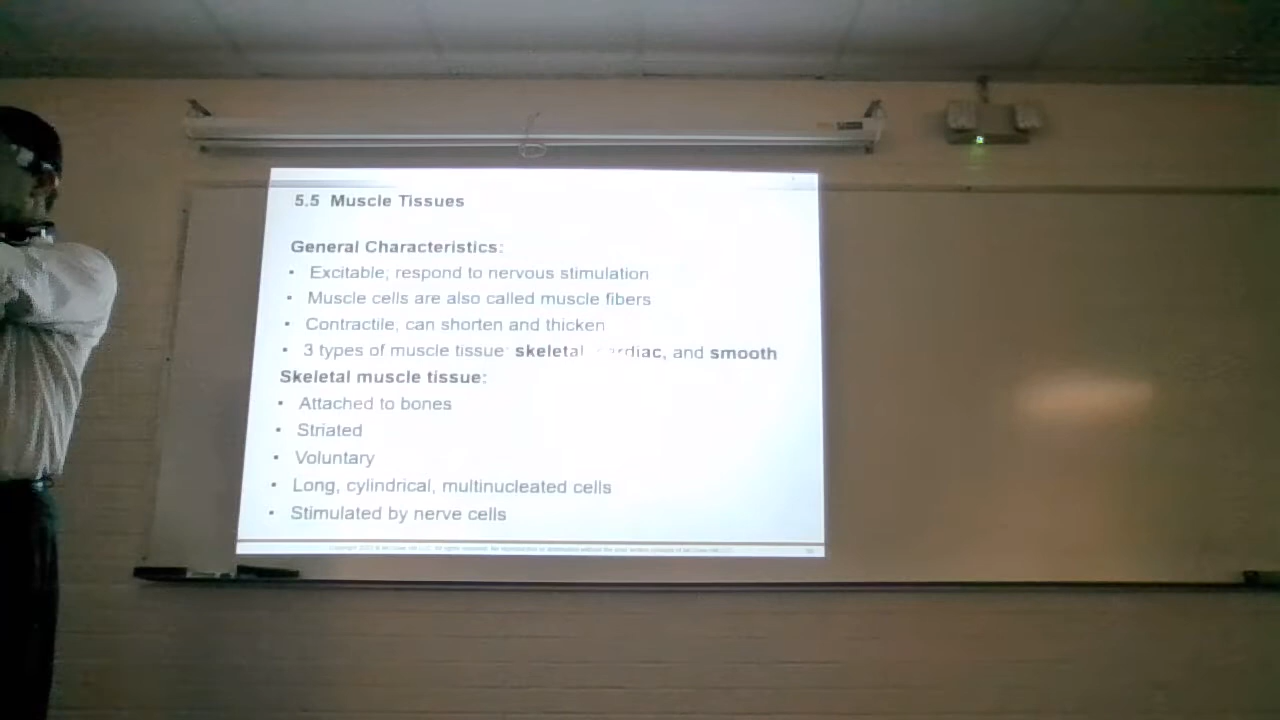 5.5 Muscle Tissues
General Characteristics:
• Excitable; respond to nervous stimulation
• Muscle cells are also called muscle fibers
• Contractile, can shorten and thicken
• 3 types of muscle tissue: skeletal, and smooth
Skeletal muscle tissue:
• Attached to bones
• Striated
• Voluntary
• Long, cylindrical, multinucleated cells
• Stimulated by nerve cells